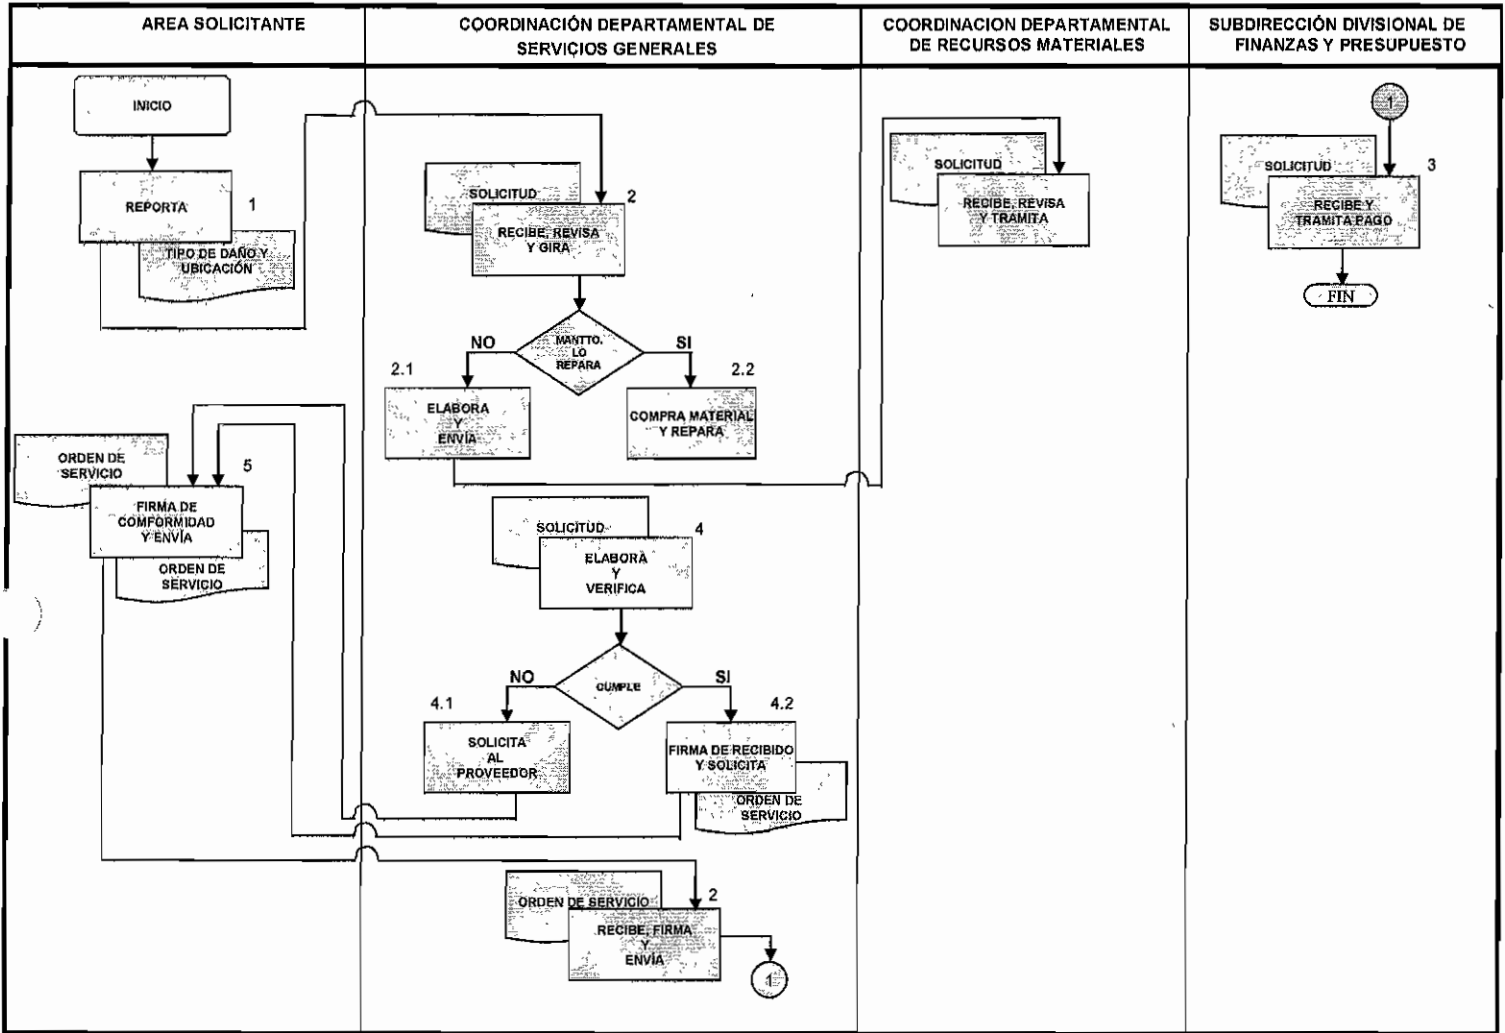 AREA SOLICITANTE
COORDINACIÓN DEPARTAMENTAL DE
SERVICIOS GENERALES
COORDINACION DEPARTAMENTAL
DE RECURSOS MATERIALES
SUBDIRECCIÓN DIVISIONAL DE
FINANZAS Y PRESUPUESTO
INICIO
REPORTA
1
TIPO DE DAÑO Y
UBICACIÓN
ORDEN DE
SERVICIO
5
FIRMA DE
COMFORMIDAD
Y ENVÍA
ORDEN DE
SERVICIO
SOLICITUD
2
RECIBE, REVISA
Y GIRA
MANTTO.
LO
REPARA
NO
SI
2.1
ELABORA
Y
ENVÍA
2.2
COMPRA MATERIAL
Y REPARA
SOLICITUD
4
ELABORA
Y
VERIFICA
CUMPLE
NO
SI
4.1
SOLICITA
AL
PROVEEDOR
4.2
FIRMA DE RECIBIDO
Y SOLICITA
ORDEN DE
SERVICIO
ORDEN DE SERVICIO
2
RECIBE, FIRMA
Y
ENVÍA
1
SOLICITUD
RECIBE, REVISA
Y TRAMITA
1
SOLICITUD
3
RECIBE Y
TRAMITA PAGO
FIN